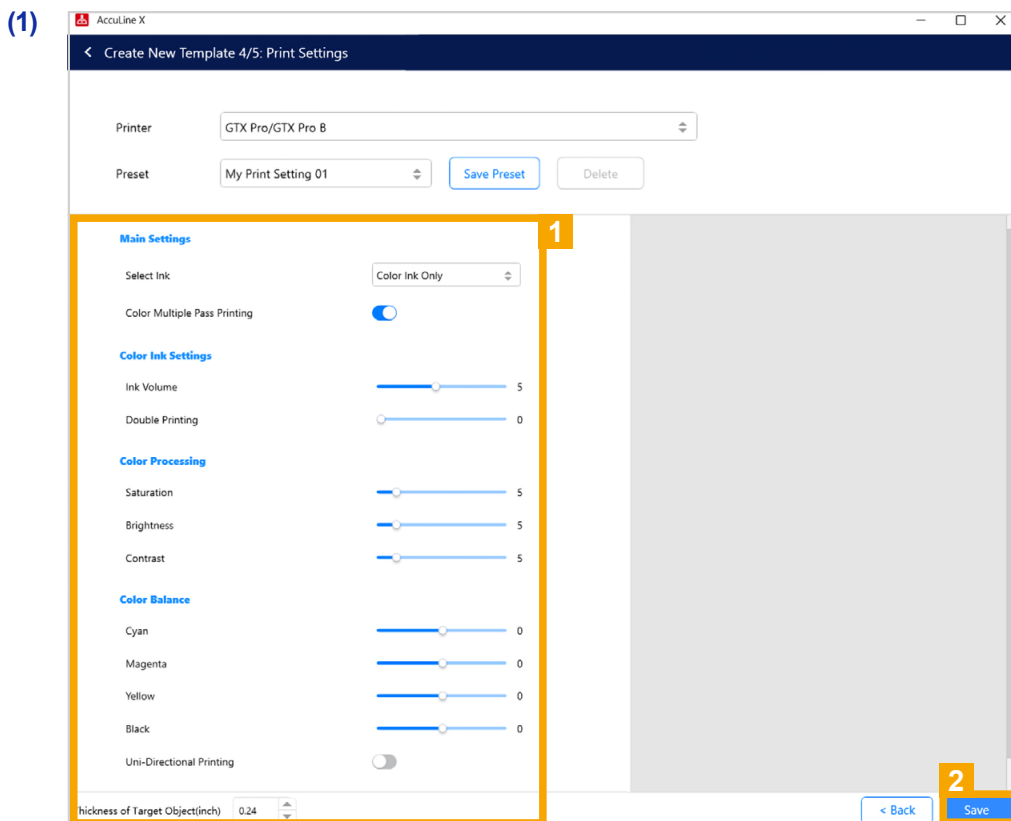 (1)
AccuLine X
Create New Template 4/5: Print Settings
Printer GTX Pro/GTX Pro B
Preset My Print Setting 01 Save Preset Delete
1
Main Settings
Select Ink Color Ink Only
Color Multiple Pass Printing
Color Ink Settings
Ink Volume 5
Double Printing 0
Color Processing
Saturation 5
Brightness 5
Contrast 5
Color Balance
Cyan 0
Magenta 0
Yellow 0
Black 0
Uni-Directional Printing
2
hickness of Target Object(inch) 0.24 < Back Save